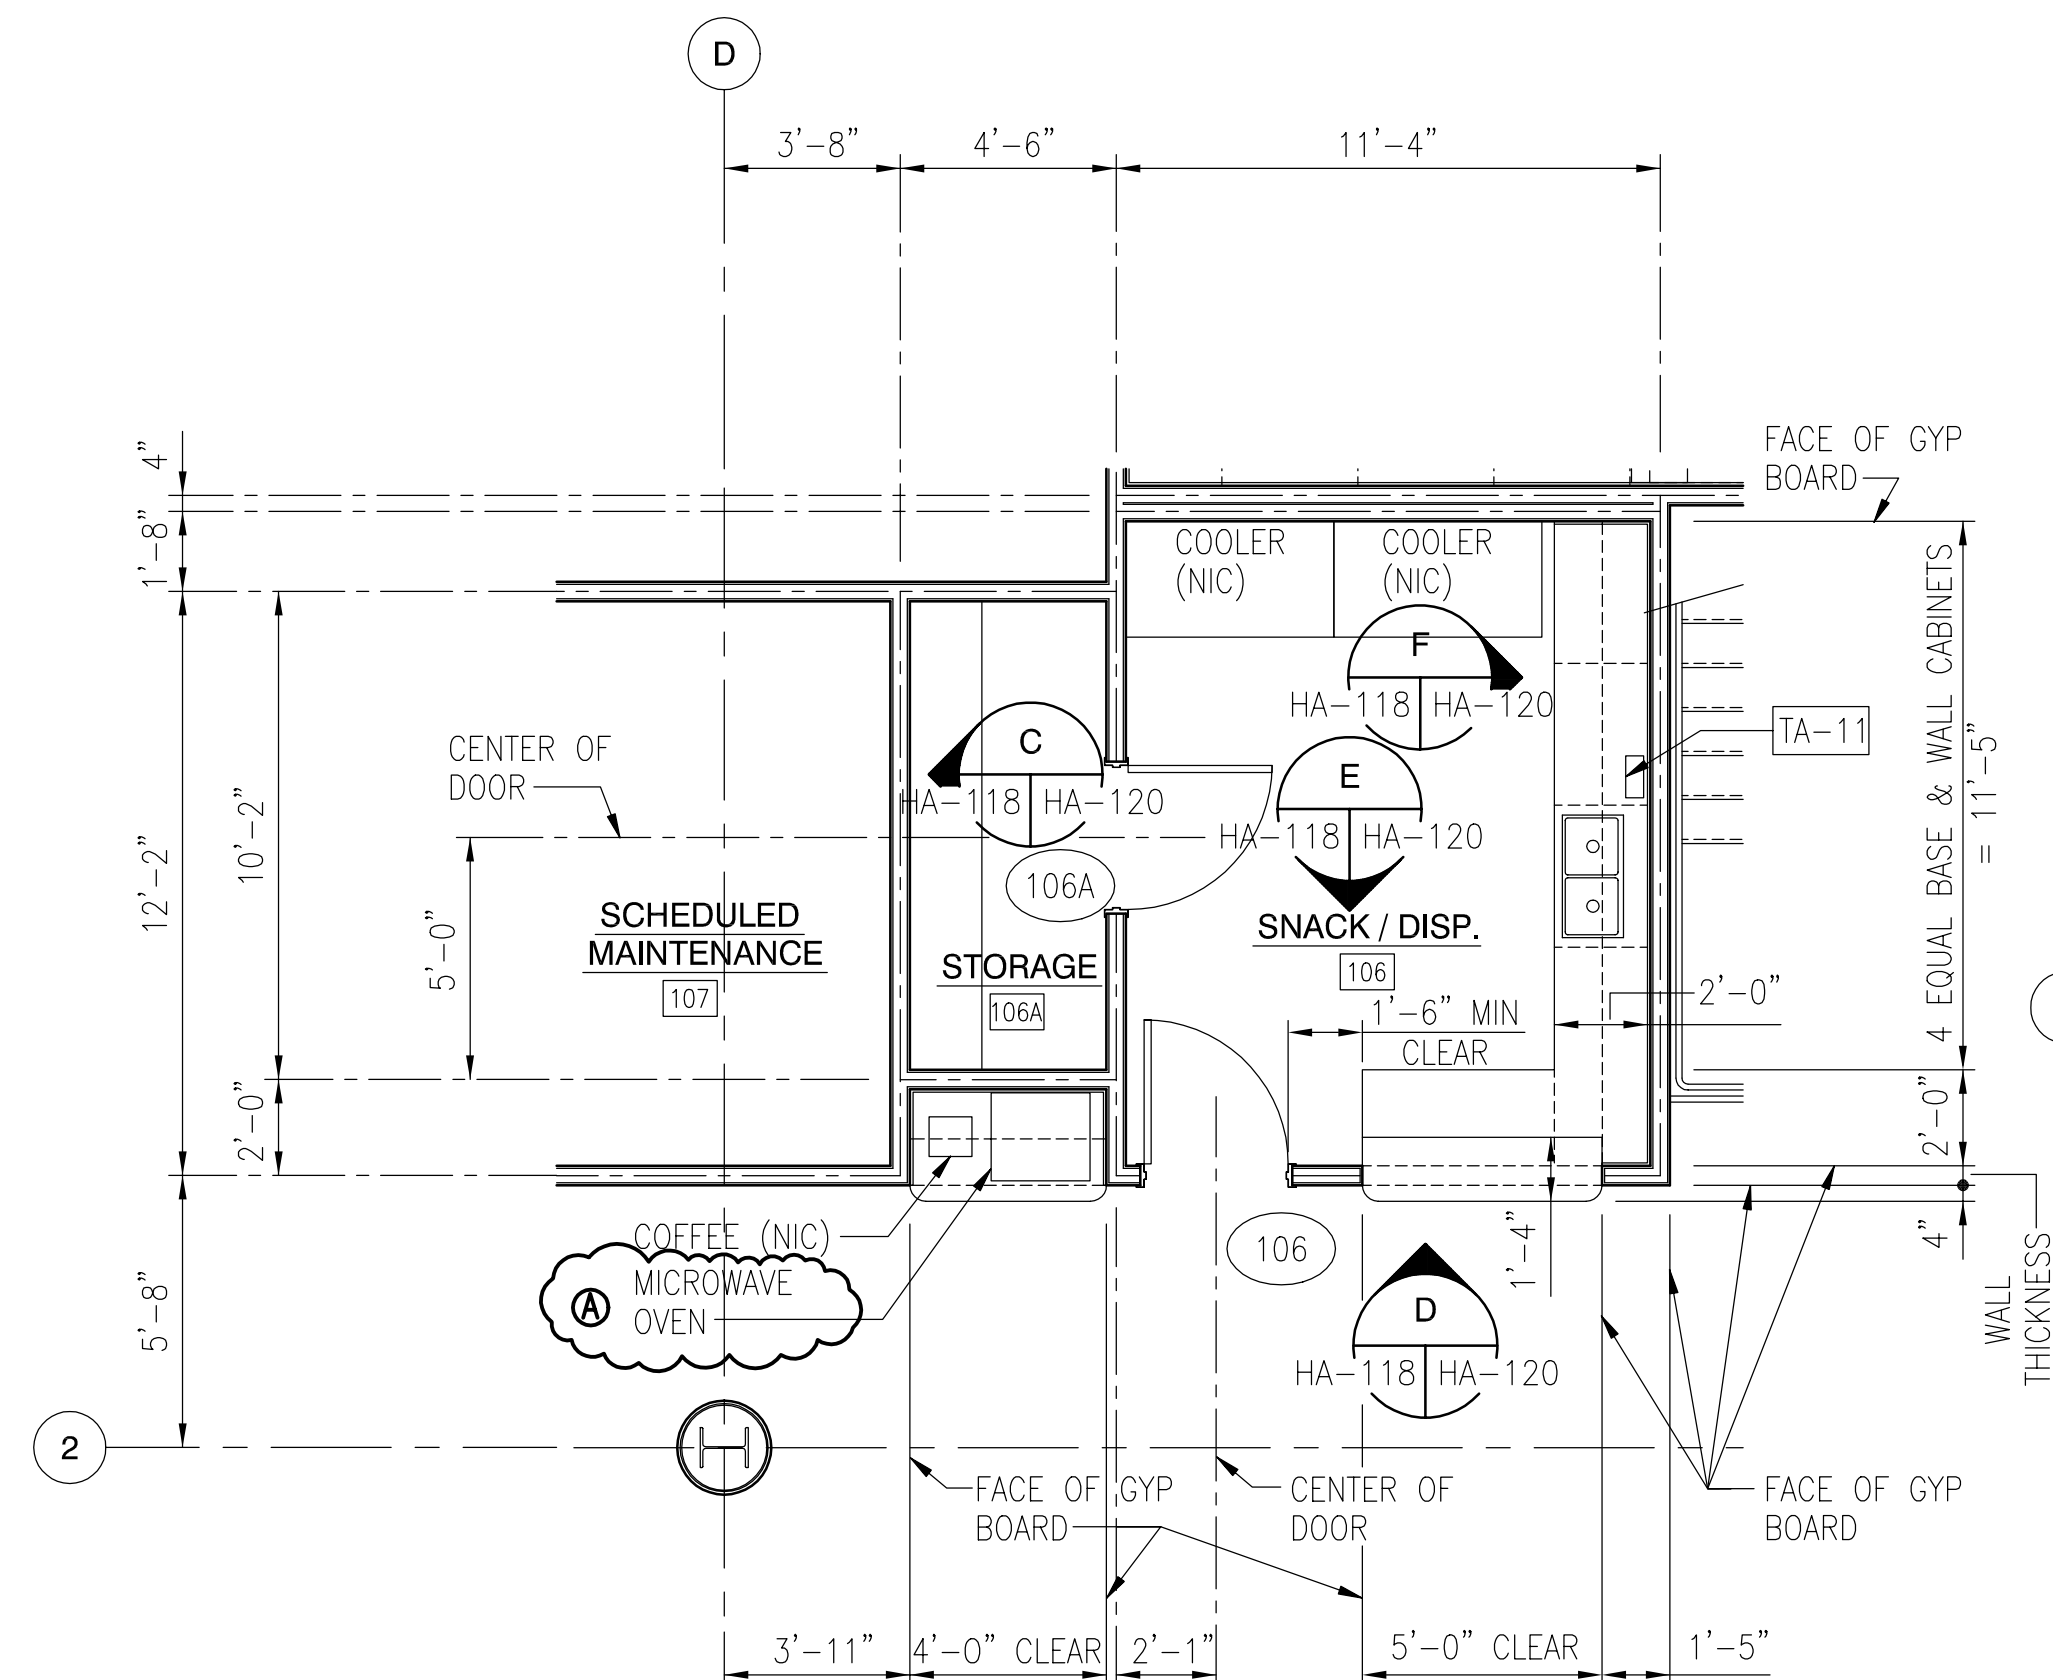 D
3'-8"
4'-6"
11'-4"
4"
1'-8"
12'-2"
10'-2"
2'-0"
5'-8"
5'-0"
FACE OF GYP
BOARD
COOLER
(NIC)
COOLER
(NIC)
F
HA-118
HA-120
C
HA-118
HA-120
E
HA-118
HA-120
TA-11
CENTER OF
DOOR
4 EQUAL BASE & WALL CABINETS
= 11'-5"
106A
SCHEDULED
MAINTENANCE
107
STORAGE
106A
SNACK / DISP.
106
1'-6" MIN
CLEAR
2'-0"
2'-0"
4"
WALL
THICKNESS
COFFEE (NIC)
A
MICROWAVE
OVEN
106
1'-4"
D
HA-118
HA-120
2
H
FACE OF GYP
BOARD
CENTER OF
DOOR
FACE OF GYP
BOARD
3'-11"
4'-0" CLEAR
2'-1"
5'-0" CLEAR
1'-5"